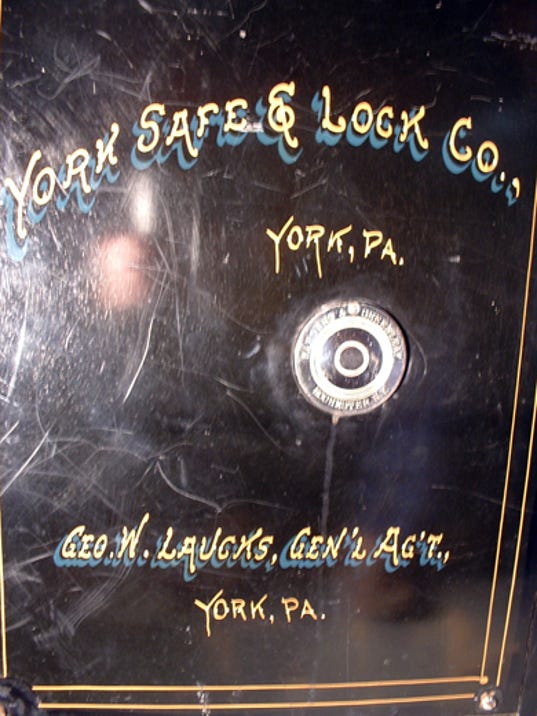 YORK SAFE & LOCK CO.,
YORK, PA.
GEO. W. LAUCKS, GEN'L AG'T.,
YORK, PA.